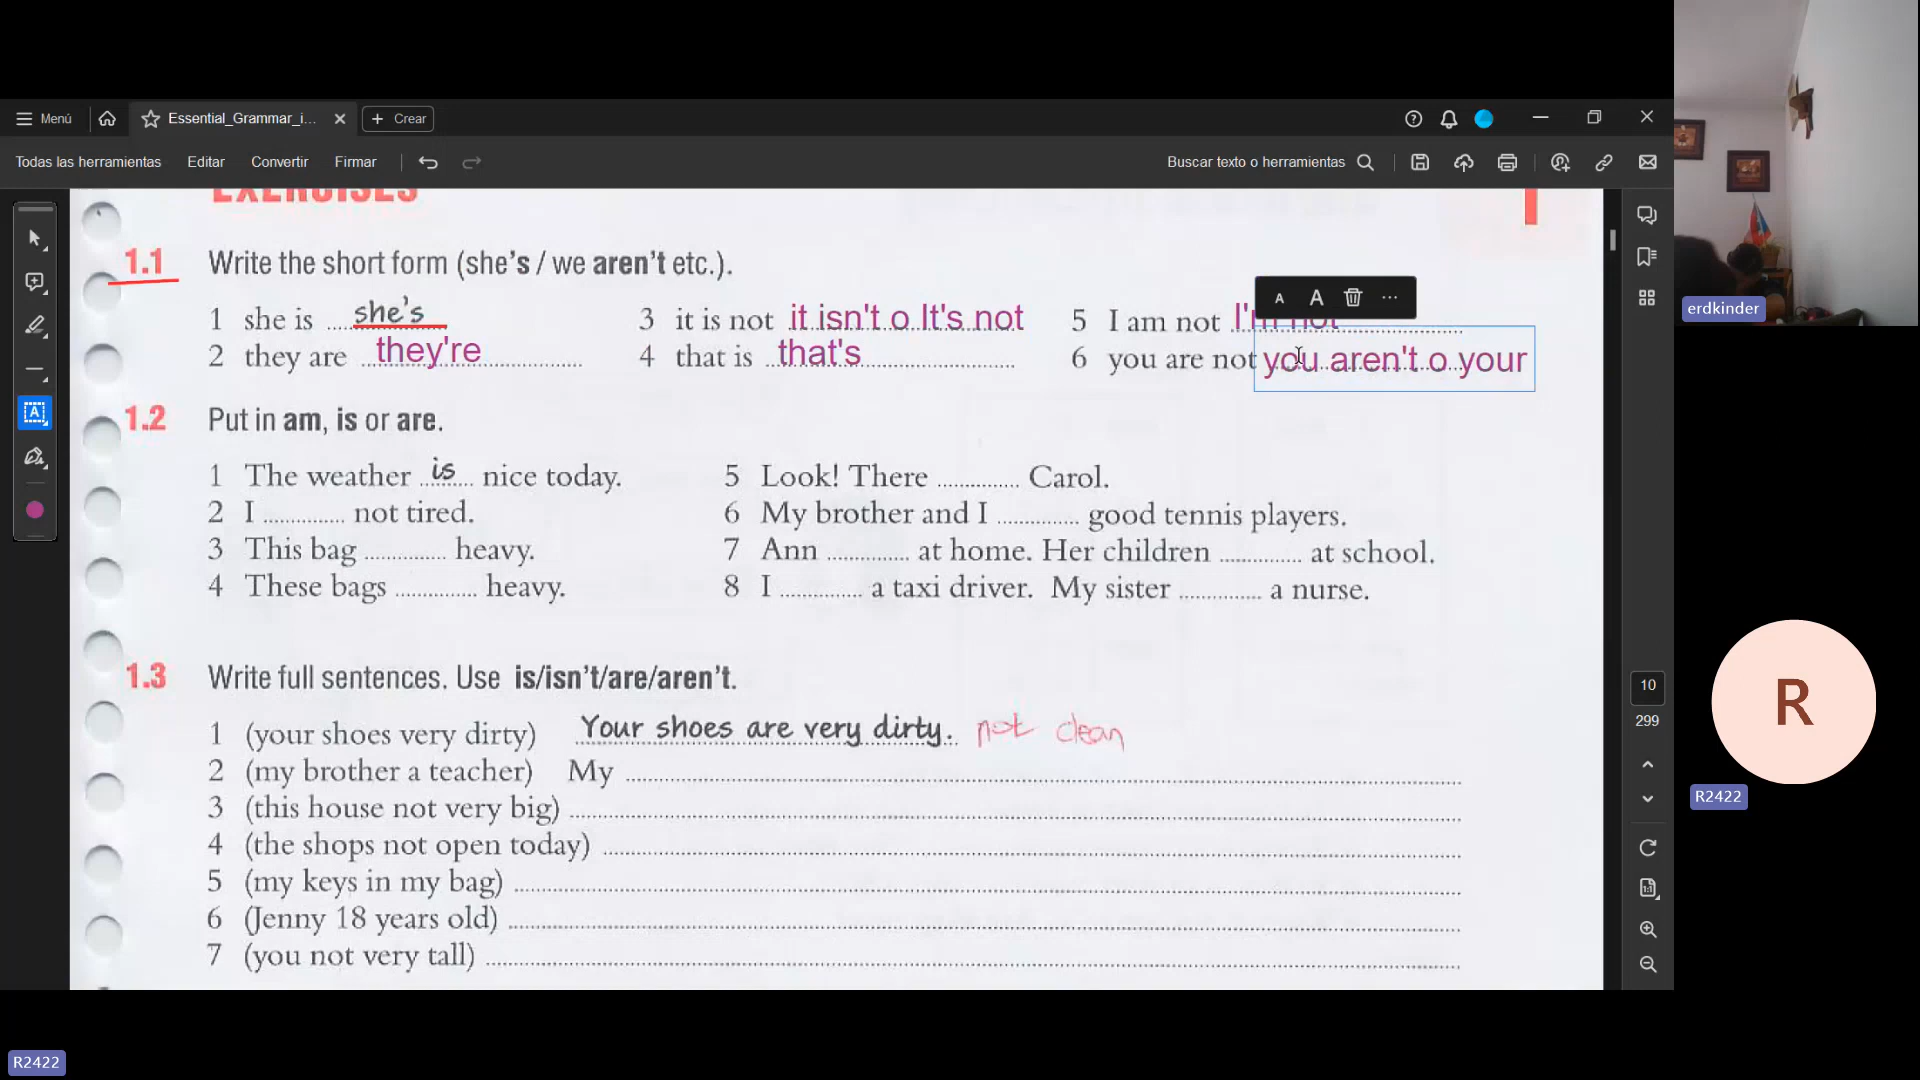 Menú
Essential_Grammar_i...
Crear
Todas las herramientas
Editar
Convertir
Firmar
Buscar texto o herramientas
EXERCISES
1.1 Write the short form (she's / we aren't etc.).
1 she is she's
2 they are they're
3 it is not it isn't o It's not
4 that is that's
5 I am not I'm not
6 you are not you aren't o your
A A ...
1.2 Put in am, is or are.
1 The weather is nice today.
2 I ............. not tired.
3 This bag ............. heavy.
4 These bags ............. heavy.
5 Look! There ............. Carol.
6 My brother and I ............. good tennis players.
7 Ann ............. at home. Her children ............. at school.
8 I ............. a taxi driver. My sister ............. a nurse.
1.3 Write full sentences. Use is/isn't/are/aren't.
1 (your shoes very dirty) Your shoes are very dirty. not clean
2 (my brother a teacher) My
3 (this house not very big)
4 (the shops not open today)
5 (my keys in my bag)
6 (Jenny 18 years old)
7 (you not very tall)
10
299
erdkinder
R
R2422
R2422